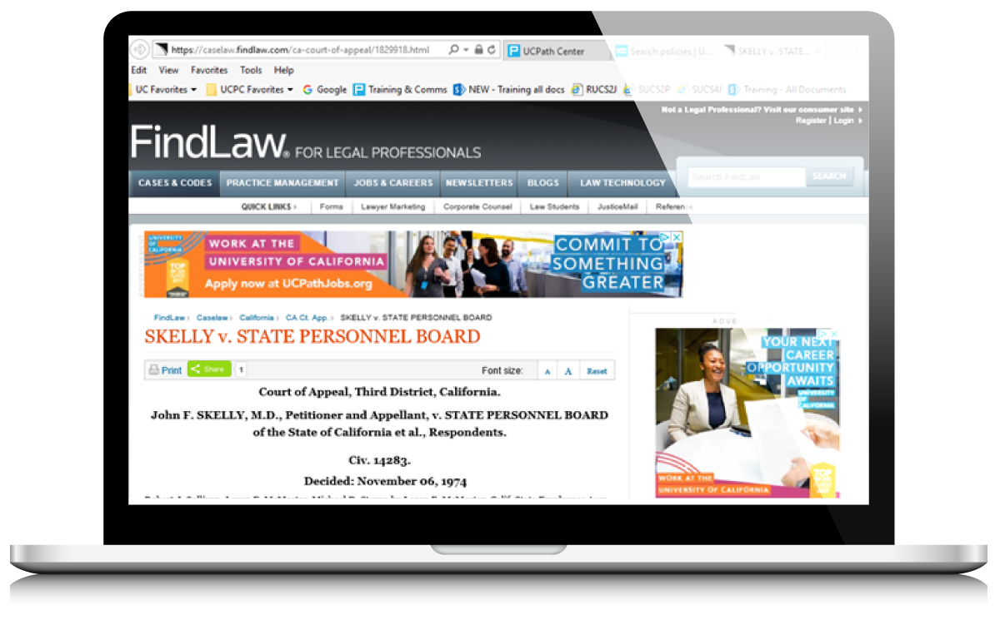 https://caselaw.findlaw.com/ca-court-of-appeal/1829918.html
UCPath Center
Search policies | U...
SKELLY v. STATE...
Edit View Favorites Tools Help
UC Favorites UCPC Favorites Google Training & Comms NEW - Training all docs RUCS2J SUCS2P SUCS4J Training - All Documents
Not a Legal Professional? Visit our consumer site
Register | Login
FindLaw® FOR LEGAL PROFESSIONALS
CASES & CODES PRACTICE MANAGEMENT JOBS & CAREERS NEWSLETTERS BLOGS LAW TECHNOLOGY
Search FindLaw SEARCH
QUICK LINKS Forms Lawyer Marketing Corporate Counsel Law Students JusticeMail Referen
UNIVERSITY
OF
CALIFORNIA
TOP
WORK AT THE
UNIVERSITY OF CALIFORNIA
Apply now at UCPathJobs.org
COMMIT TO
SOMETHING
GREATER
FindLaw Caselaw California CA Ct. App. SKELLY v. STATE PERSONNEL BOARD
SKELLY v. STATE PERSONNEL BOARD
Print Share 1 Font size: A A Reset
Court of Appeal, Third District, California.
John F. SKELLY, M.D., Petitioner and Appellant, v. STATE PERSONNEL BOARD
of the State of California et al., Respondents.
Civ. 14283.
Decided: November 06, 1974
ADVE
YOUR NEXT
CAREER
OPPORTUNITY
AWAITS
UNIVERSITY
OF
CALIFORNIA
WORK AT THE
UNIVERSITY OF CALIFORNIA
TOP